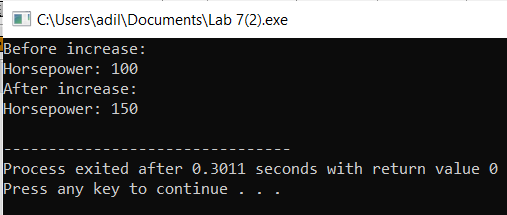 C:\Users\adil\Documents\Lab 7(2).exe
Before increase:
Horsepower: 100
After increase:
Horsepower: 150
--------------------------------
Process exited after 0.3011 seconds with return value 0
Press any key to continue . . .